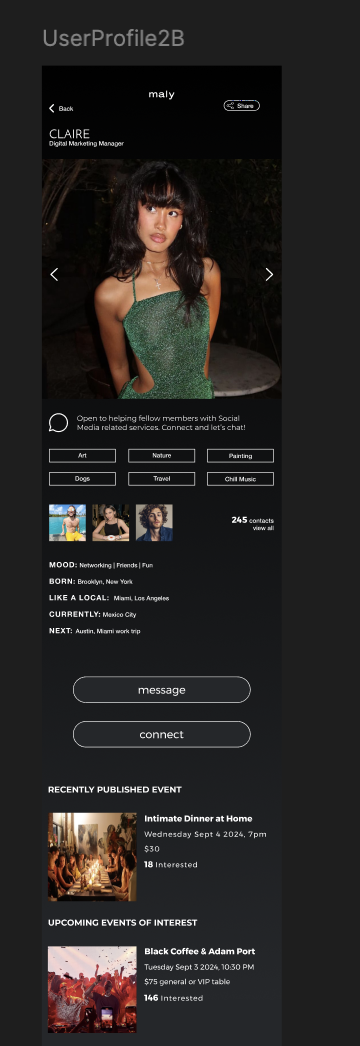 UserProfile2B
maly
Back
Share
CLAIRE
Digital Marketing Manager
Open to helping fellow members with Social
Media related services. Connect and let's chat!
Art
Nature
Painting
Dogs
Travel
Chill Music
245 contacts
view all
MOOD: Networking | Friends | Fun
BORN: Brooklyn, New York
LIKE A LOCAL: Miami, Los Angeles
CURRENTLY: Mexico City
NEXT: Austin, Miami work trip
message
connect
RECENTLY PUBLISHED EVENT
Intimate Dinner at Home
Wednesday Sept 4 2024, 7pm
$30
18 Interested
UPCOMING EVENTS OF INTEREST
Black Coffee & Adam Port
Tuesday Sept 3 2024, 10:30 PM
$75 general or VIP table
146 Interested